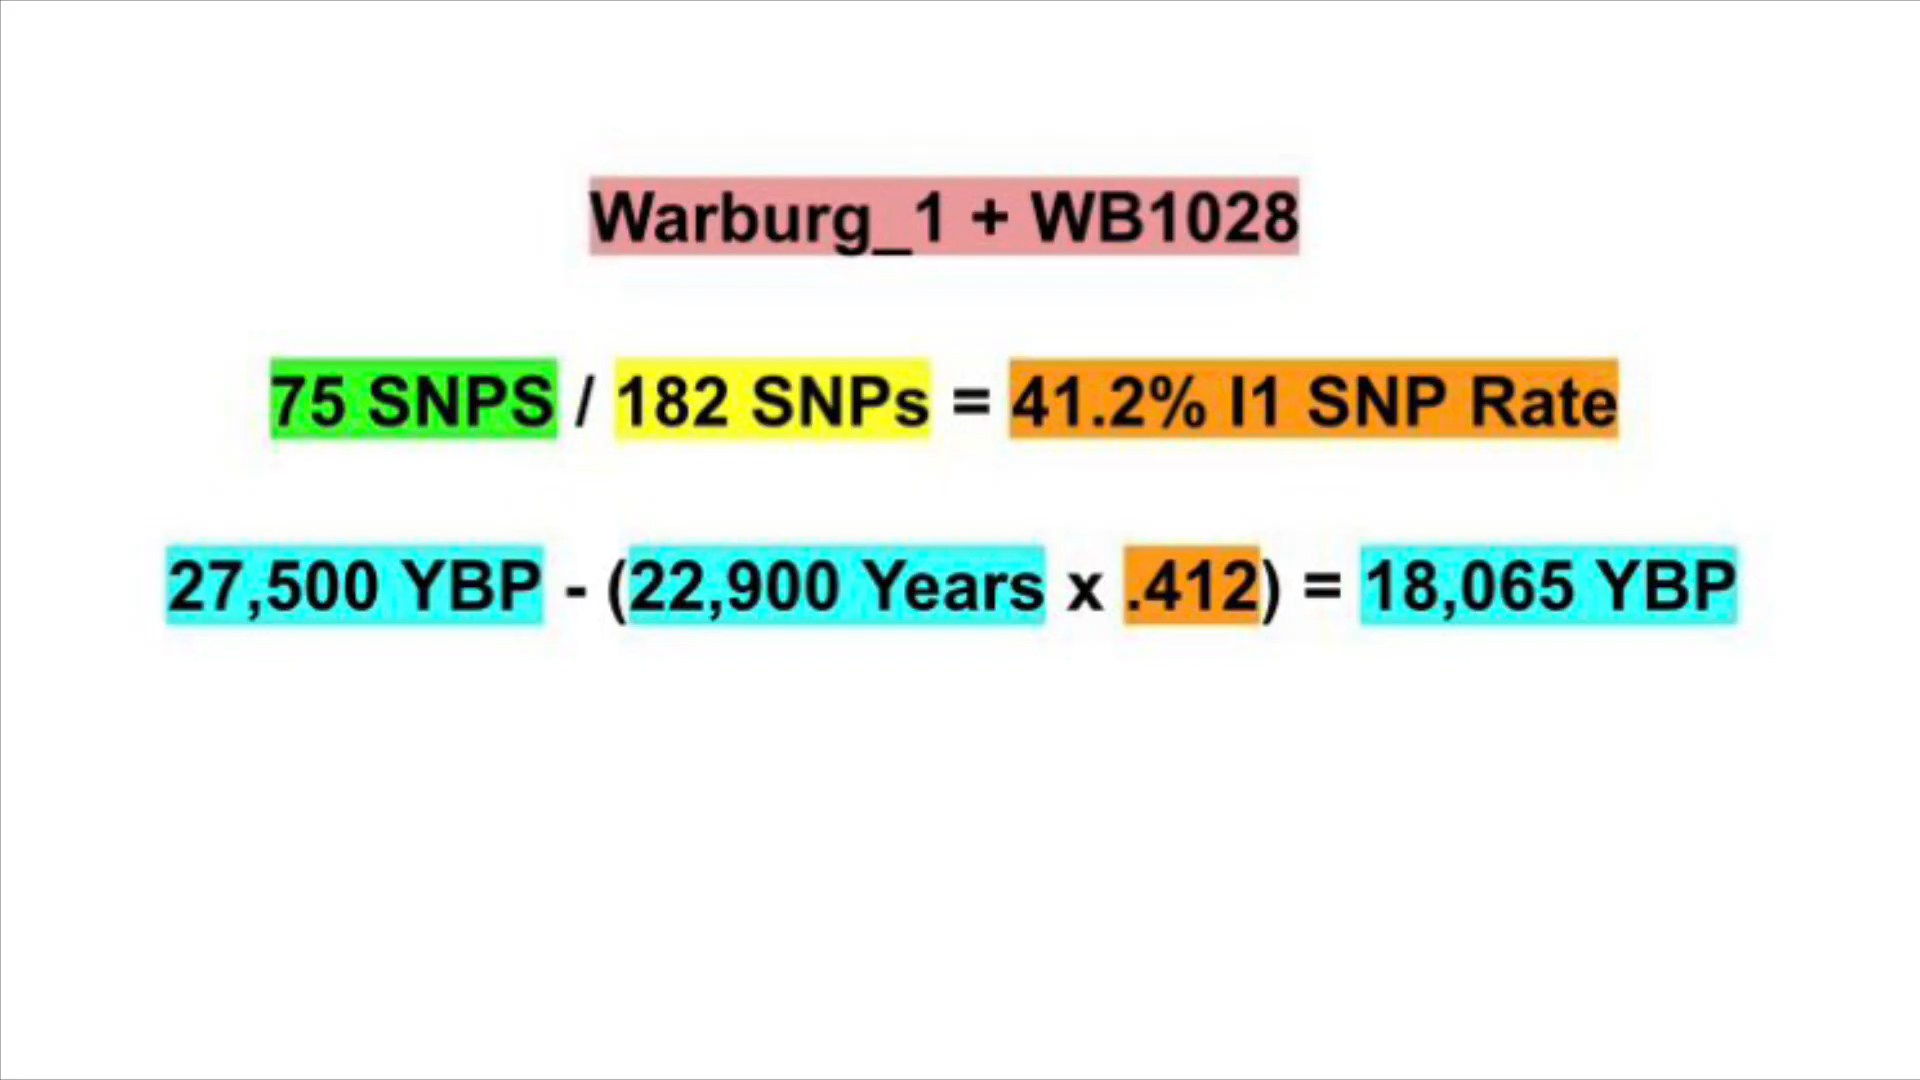 Warburg_1 + WB1028
75 SNPS / 182 SNPs = 41.2% I1 SNP Rate
27,500 YBP - (22,900 Years x .412) = 18,065 YBP